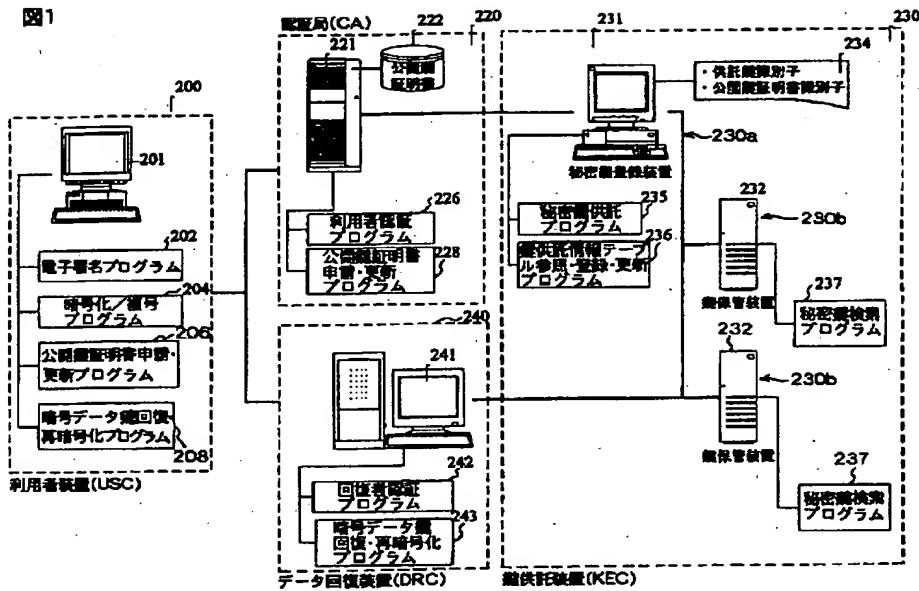 図1
200
201
202
電子署名プログラム
204
暗号化/復号
プログラム
206
公開鍵証明書申請・
更新プログラム
暗号データ鍵回復・
再暗号化プログラム
208
利用者装置(USC)
認証局(CA)
222
220
221
公開鍵
証明書
226
利用者認証
プログラム
公開鍵証明書
申請・更新プログラム
228
240
241
242
回復者認証
プログラム
243
暗号データ鍵
回復・再暗号化
プログラム
データ回復装置(DRC)
231
230
234
・供託鍵識別子
・公開鍵証明書識別子
230a
秘密鍵登録装置
235
秘密鍵供託
プログラム
236
鍵供託情報テーブ
ル参照・登録・更新プログラム
232
230b
鍵保管装置
237
秘密鍵検索
プログラム
232
230b
鍵保管装置
237
秘密鍵検索
プログラム
鍵供託装置(KEC)